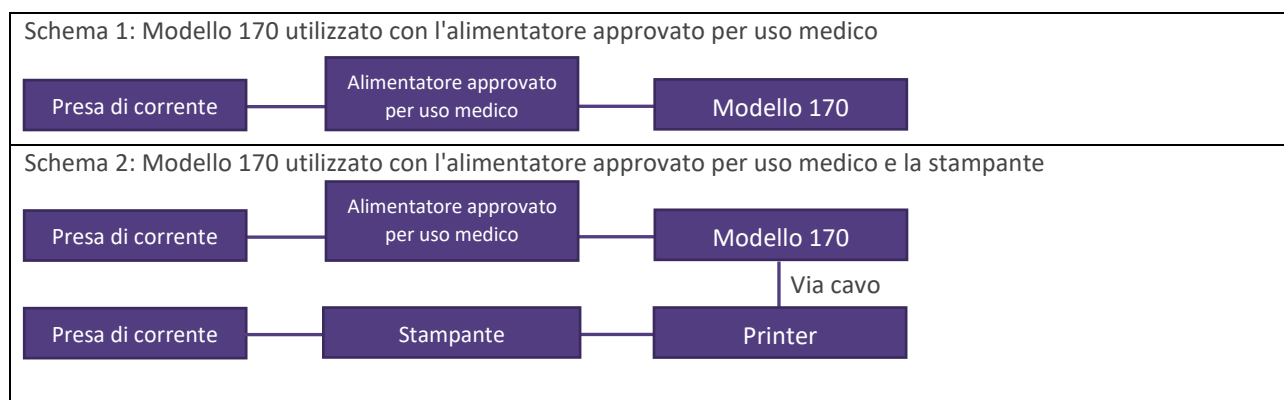 Schema 1: Modello 170 utilizzato con l'alimentatore approvato per uso medico
Presa di corrente
Alimentatore approvato
per uso medico
Modello 170
Schema 2: Modello 170 utilizzato con l'alimentatore approvato per uso medico e la stampante
Presa di corrente
Alimentatore approvato
per uso medico
Modello 170
Via cavo
Presa di corrente
Stampante
Printer